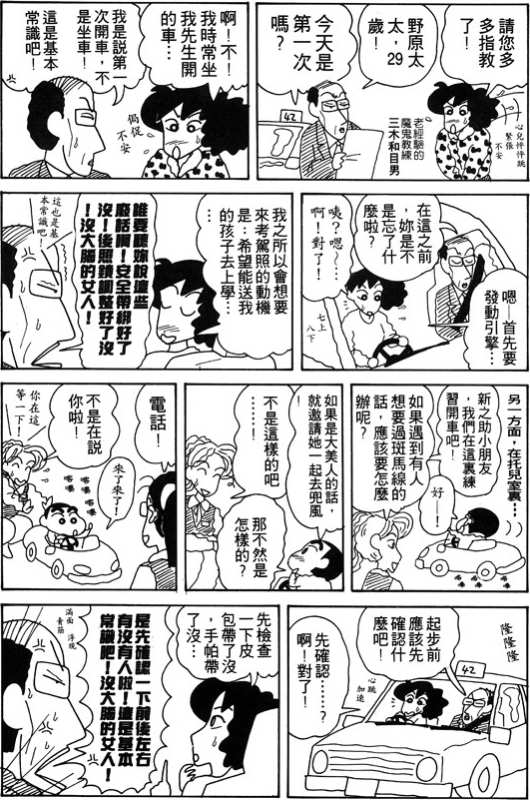 請您多
多指教
了！
心兒怦怦跳
緊張
不安
野原太
太，29
歲！
今天是
第一次
嗎？
42
老經驗的
魔鬼教練
三木和目男
啊！不！
我時常坐
我先生開
的車…
侷促
不安
我是説第一
次開車，不
是坐車！
這是基本
常識吧！
嗯—首先要
發動引擎…
在這之前
，妳是不
是忘了什
麼啦？
咦？嗯～…
啊！對了！
七上
八下
我之所以會想要
來考駕照的動機
是：希望能送我
的孩子去上學…
誰要聽妳說這些
廢話啊！安全帶綁好了
沒！後照鏡調整好了沒
！沒大腦的女人！
這也是基
本常識吧！
另一方面，在托兒室裏…
新之助小朋友
，我們在這裏練
習開車吧！
好—！
如果遇到有人
想要過斑馬線的
話，應該要怎麼
辦呢？
如果是大美人的話，
就邀請她一起去兜風
…
不是這樣的吧
…
那不然是
怎樣的？
電話！
來了來了！
不是在説
你啦！
你在這
等一下！
隆隆隆
起步前
應該先
確認什
麼吧！
42
心跳
加速
先確認……？
啊！對了！
先檢查
一下皮
包帶了沒
，手帕帶
了沒…
是先確認一下前後左右
有沒有人啦！這是基本
常識吧！沒大腦的女人！
滿面
浮現
青筋